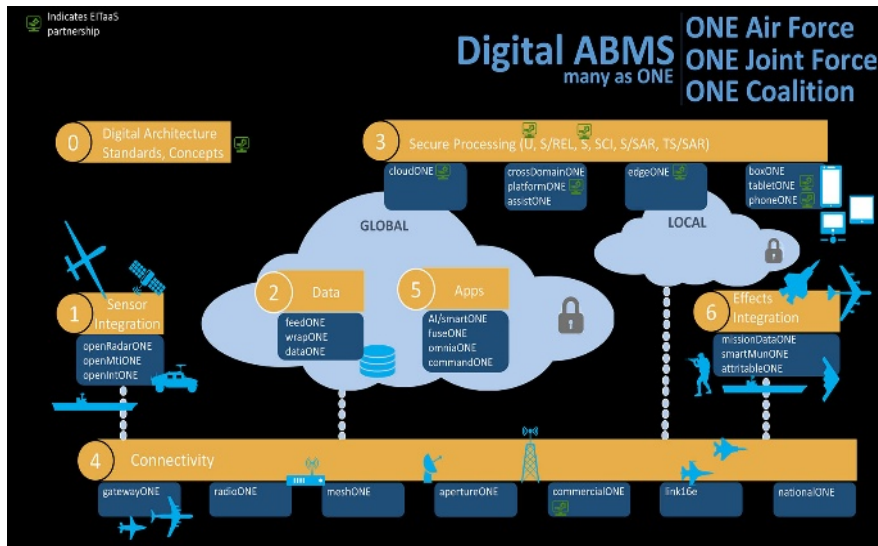 Indicates EITaaS
partnership
Digital ABMS
many as ONE
ONE Air Force
ONE Joint Force
ONE Coalition
0
Digital Architecture
Standards, Concepts
3
Secure Processing (U, S/REL, S, SCI, S/SAR, TS/SAR)
cloudONE
crossDomainONE
platformONE
assistONE
edgeONE
boxONE
tabletONE
phoneONE
GLOBAL
LOCAL
2
Data
feedONE
wrapONE
dataONE
5
Apps
AI/smartONE
fuseONE
omniaONE
commandONE
1
Sensor
Integration
openRadarONE
openMtiONE
openIntONE
6
Effects
Integration
missionDataONE
smartMunONE
attritableONE
4
Connectivity
gatewayONE
radioONE
meshONE
apertureONE
commercialONE
link16e
nationalONE